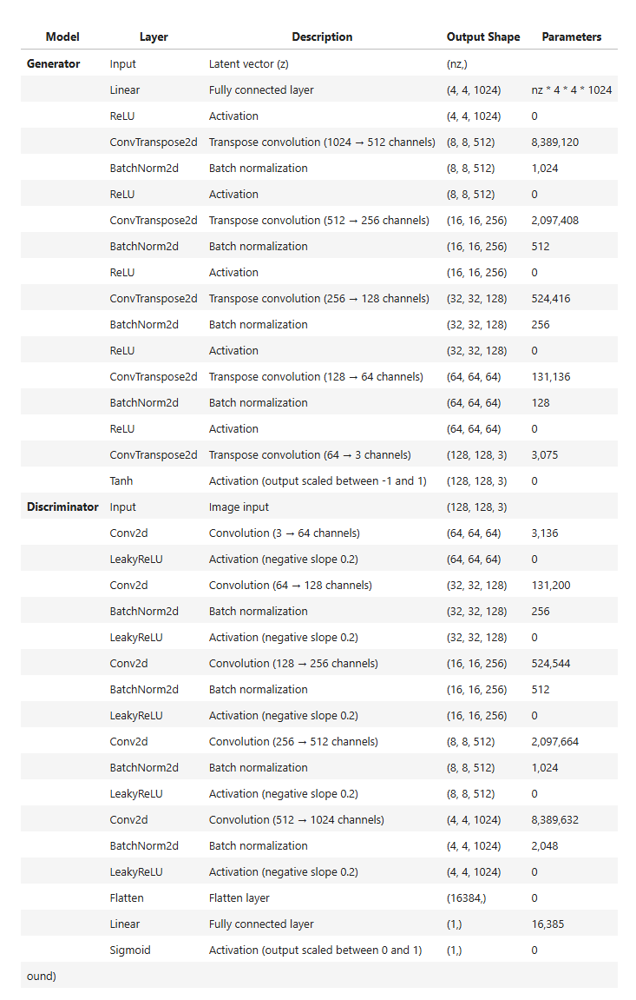 Model Layer Description Output Shape Parameters
Generator Input Latent vector (z) (nz,)
Linear Fully connected layer (4, 4, 1024) nz * 4 * 4 * 1024
ReLU Activation (4, 4, 1024) 0
ConvTranspose2d Transpose convolution (1024 → 512 channels) (8, 8, 512) 8,389,120
BatchNorm2d Batch normalization (8, 8, 512) 1,024
ReLU Activation (8, 8, 512) 0
ConvTranspose2d Transpose convolution (512 → 256 channels) (16, 16, 256) 2,097,408
BatchNorm2d Batch normalization (16, 16, 256) 512
ReLU Activation (16, 16, 256) 0
ConvTranspose2d Transpose convolution (256 → 128 channels) (32, 32, 128) 524,416
BatchNorm2d Batch normalization (32, 32, 128) 256
ReLU Activation (32, 32, 128) 0
ConvTranspose2d Transpose convolution (128 → 64 channels) (64, 64, 64) 131,136
BatchNorm2d Batch normalization (64, 64, 64) 128
ReLU Activation (64, 64, 64) 0
ConvTranspose2d Transpose convolution (64 → 3 channels) (128, 128, 3) 3,075
Tanh Activation (output scaled between -1 and 1) (128, 128, 3) 0
Discriminator Input Image input (128, 128, 3)
Conv2d Convolution (3 → 64 channels) (64, 64, 64) 3,136
LeakyReLU Activation (negative slope 0.2) (64, 64, 64) 0
Conv2d Convolution (64 → 128 channels) (32, 32, 128) 131,200
BatchNorm2d Batch normalization (32, 32, 128) 256
LeakyReLU Activation (negative slope 0.2) (32, 32, 128) 0
Conv2d Convolution (128 → 256 channels) (16, 16, 256) 524,544
BatchNorm2d Batch normalization (16, 16, 256) 512
LeakyReLU Activation (negative slope 0.2) (16, 16, 256) 0
Conv2d Convolution (256 → 512 channels) (8, 8, 512) 2,097,664
BatchNorm2d Batch normalization (8, 8, 512) 1,024
LeakyReLU Activation (negative slope 0.2) (8, 8, 512) 0
Conv2d Convolution (512 → 1024 channels) (4, 4, 1024) 8,389,632
BatchNorm2d Batch normalization (4, 4, 1024) 2,048
LeakyReLU Activation (negative slope 0.2) (4, 4, 1024) 0
Flatten Flatten layer (16384,) 0
Linear Fully connected layer (1,) 16,385
Sigmoid Activation (output scaled between 0 and 1) (1,) 0
ound)